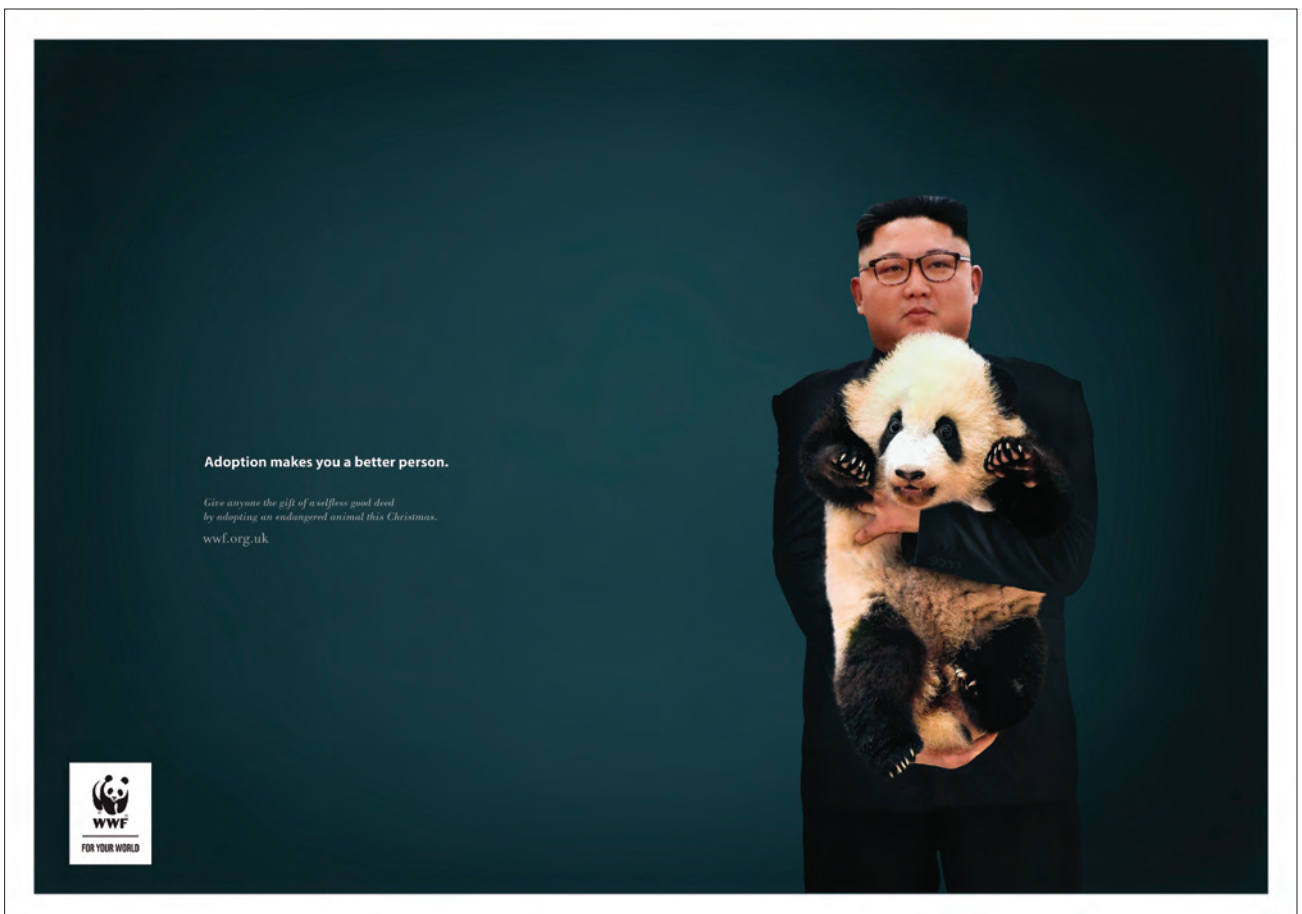 Adoption makes you a better person.
Give anyone the gift of a selfless good deed
by adopting an endangered animal this Christmas.
wwf.org.uk
WWF
FOR YOUR WORLD